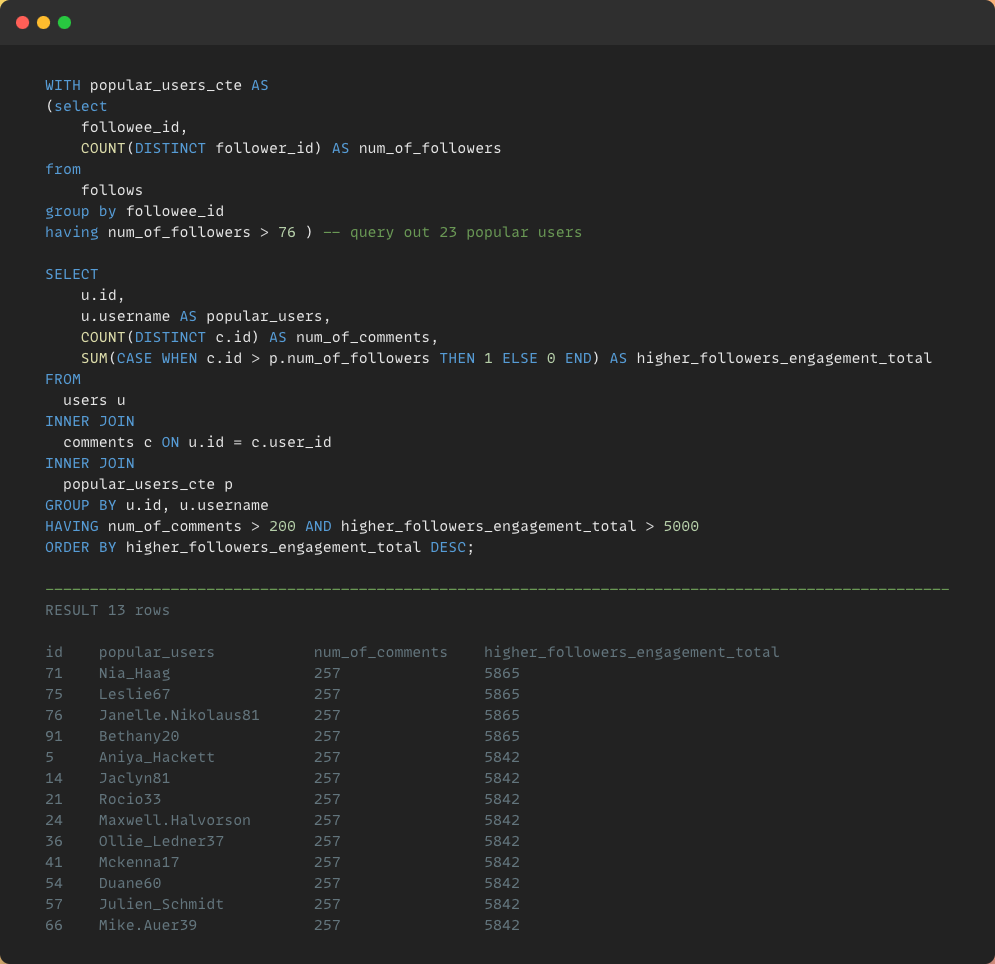 WITH popular_users_cte AS
(select
    followee_id,
    COUNT(DISTINCT follower_id) AS num_of_followers
from
    follows
group by followee_id
having num_of_followers > 76 ) -- query out 23 popular users

SELECT
    u.id,
    u.username AS popular_users,
    COUNT(DISTINCT c.id) AS num_of_comments,
    SUM(CASE WHEN c.id > p.num_of_followers THEN 1 ELSE 0 END) AS higher_followers_engagement_total
FROM
  users u
INNER JOIN
  comments c ON u.id = c.user_id
INNER JOIN
  popular_users_cte p
GROUP BY u.id, u.username
HAVING num_of_comments > 200 AND higher_followers_engagement_total > 5000
ORDER BY higher_followers_engagement_total DESC;

-----------------------------------------------------------------------------------------------------
RESULT 13 rows

id    popular_users           num_of_comments    higher_followers_engagement_total
71    Nia_Haag                257                5865
75    Leslie67                257                5865
76    Janelle.Nikolaus81      257                5865
91    Bethany20               257                5865
5     Aniya_Hackett           257                5842
14    Jaclyn81                257                5842
21    Rocio33                 257                5842
24    Maxwell.Halvorson       257                5842
36    Ollie_Ledner37          257                5842
41    Mckenna17               257                5842
54    Duane60                 257                5842
57    Julien_Schmidt          257                5842
66    Mike.Auer39             257                5842